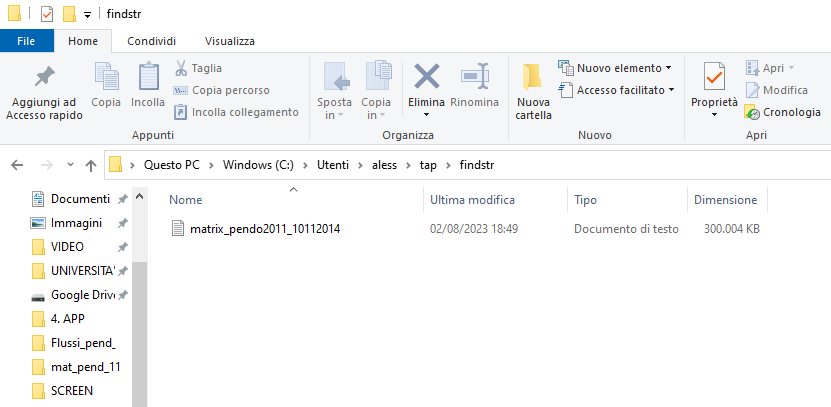 findstr
File Home Condividi Visualizza
Aggiungi ad
Accesso rapido
Copia
Incolla
Taglia
Copia percorso
Incolla collegamento
Appunti
Sposta
in
Copia
in
Elimina
Rinomina
Organizza
Nuova
cartella
Nuovo elemento
Accesso facilitato
Nuovo
Proprietà
Apri
Modifica
Cronologia
Apri
Questo PC > Windows (C:) > Utenti > aless > tap > findstr
Documenti
Immagini
VIDEO
UNIVERSITA'
Google Drive
4. APP
Flussi_pend_
mat_pend_11
SCREEN
Nome Ultima modifica Tipo Dimensione
matrix_pendo2011_10112014 02/08/2023 18:49 Documento di testo 300.004 KB